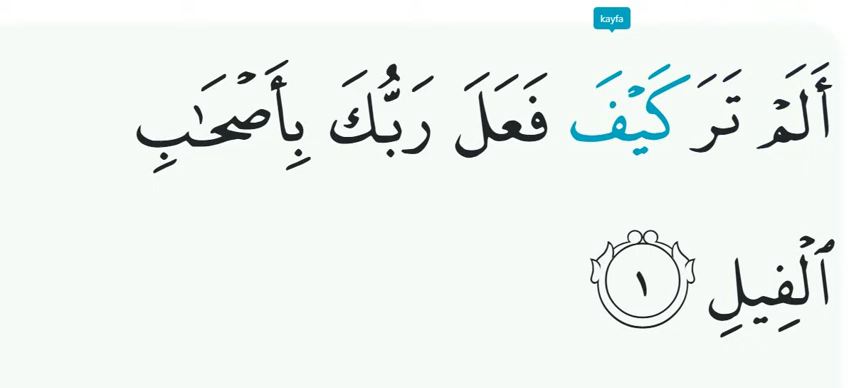 kayfa
أَلَمۡ تَرَ كَيۡفَ فَعَلَ رَبُّكَ بِأَصۡحَٰبِ
ٱلۡفِيلِ ١